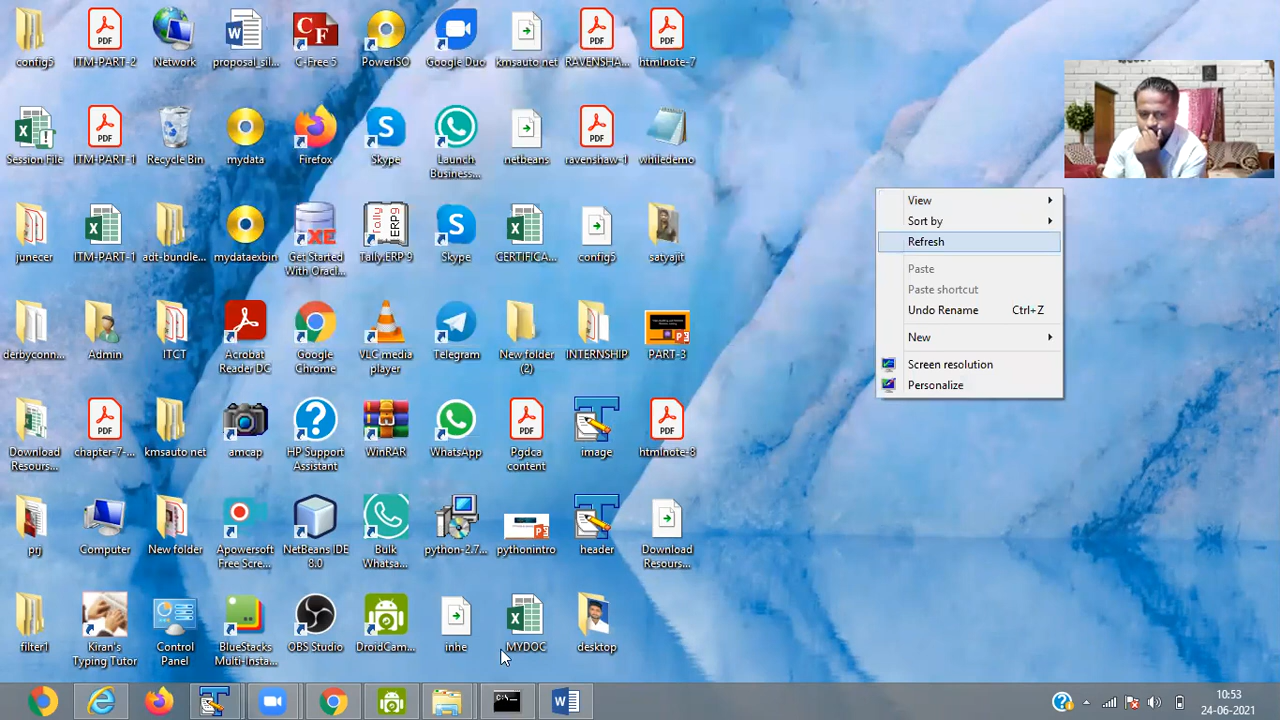 config5
ITM-PART-2
Network
proposal_sil...
C-Free 5
PowerISO
Google Duo
kmsauto net
RAVENSHA...
htmlnote-7
Session File
ITM-PART-1
Recycle Bin
mydata
Firefox
Skype
Launch
Business...
netbeans
ravenshaw-1
whiledemo
junecer
ITM-PART-1
adt-bundle...
mydataexbin
Get Started
With Oracl...
Tally.ERP 9
Skype
CERTIFICA...
config5
satyajit
derbyconn...
Admin
ITCT
Acrobat
Reader DC
Google
Chrome
VLC media
player
Telegram
New folder
(2)
INTERNSHIP
PART-3
Download
Resours...
chapter-7-...
kmsauto net
amcap
HP Support
Assistant
WinRAR
WhatsApp
Pgdca
content
image
htmlnote-8
prj
Computer
New folder
Apowersoft
Free Scre...
NetBeans IDE
8.0
Bulk
Whatsa...
python-2.7...
pythonintro
header
Download
Resours...
filter1
Kiran's
Typing Tutor
Control
Panel
BlueStacks
Multi-Insta...
OBS Studio
DroidCam...
inhe
MYDOC
desktop
View
Sort by
Refresh
Paste
Paste shortcut
Undo Rename Ctrl+Z
New
Screen resolution
Personalize
10:53
24-06-2021